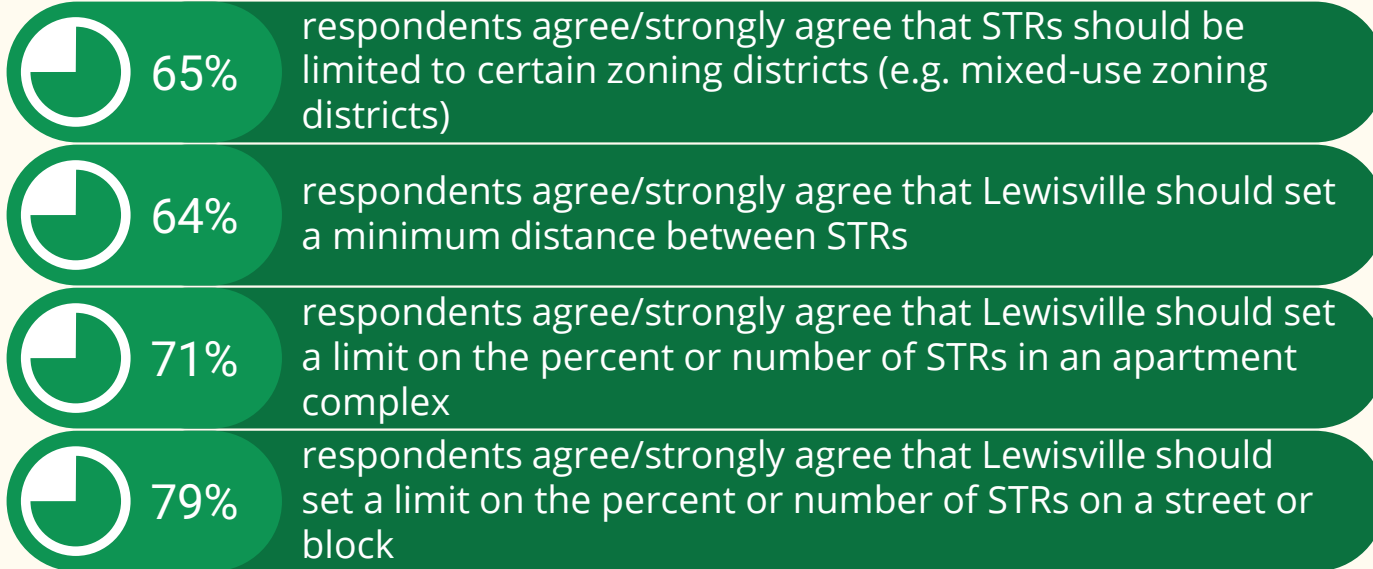 65%
respondents agree/strongly agree that STRs should be
limited to certain zoning districts (e.g. mixed-use zoning
districts)
64%
respondents agree/strongly agree that Lewisville should set
a minimum distance between STRs
71%
respondents agree/strongly agree that Lewisville should set
a limit on the percent or number of STRs in an apartment
complex
79%
respondents agree/strongly agree that Lewisville should
set a limit on the percent or number of STRs on a street or
block